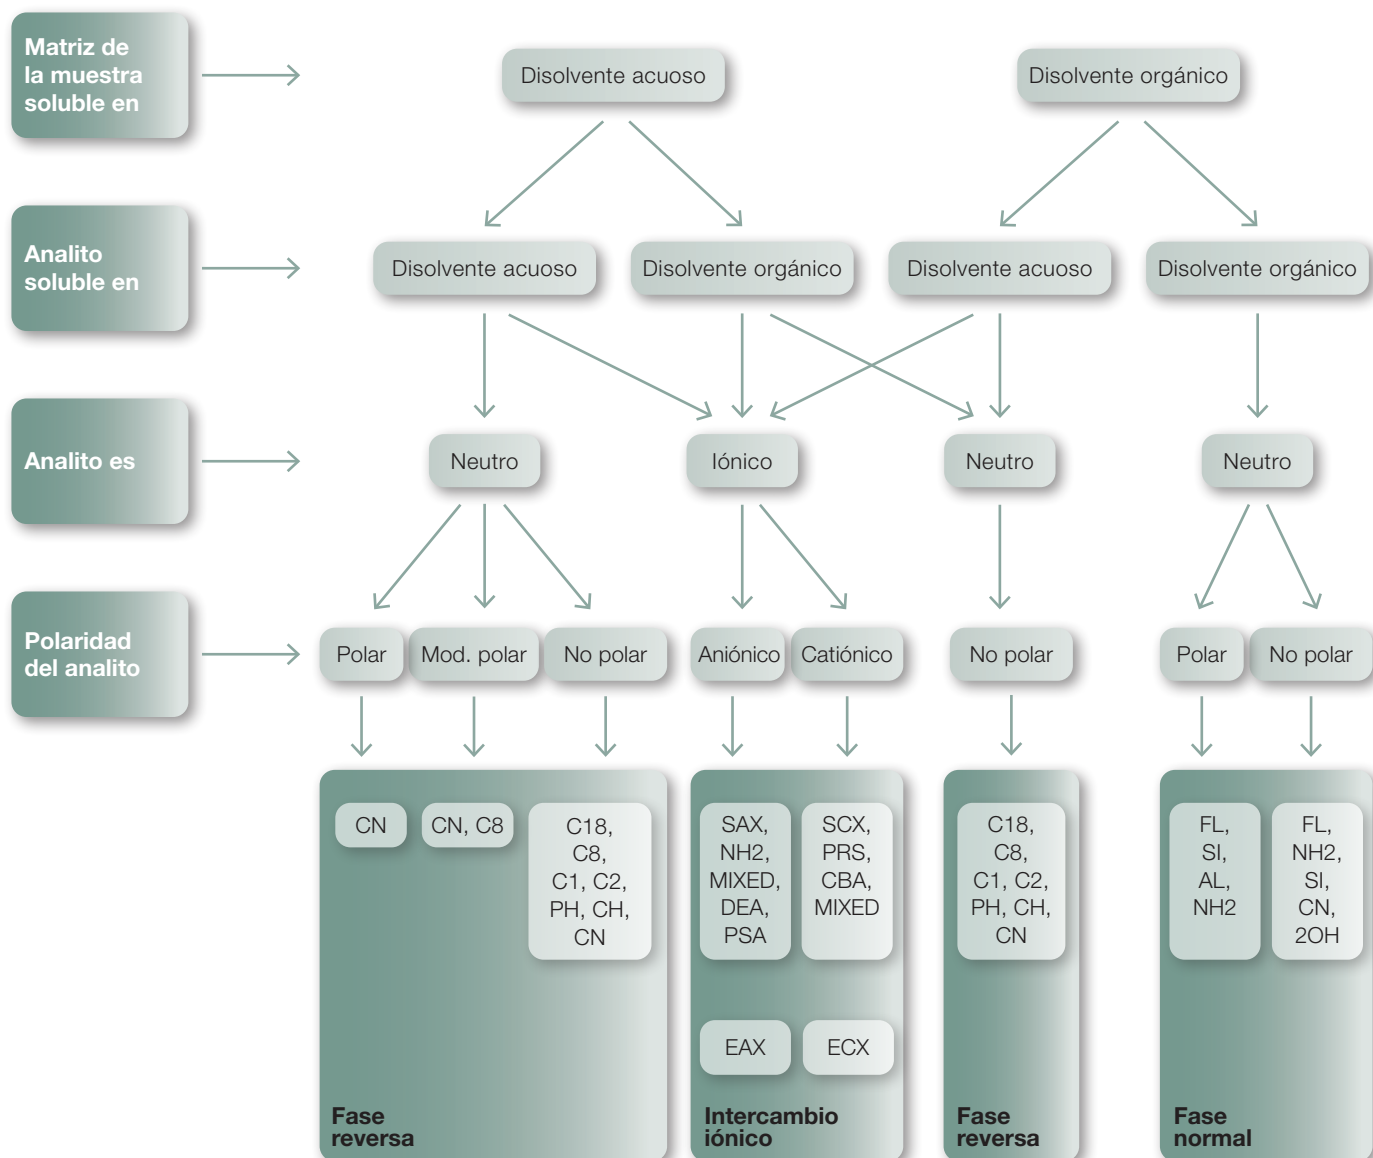 Matriz de
la muestra
soluble en
Disolvente acuoso
Disolvente orgánico
Analito
soluble en
Disolvente acuoso
Disolvente orgánico
Disolvente acuoso
Disolvente orgánico
Analito es
Neutro
Iónico
Neutro
Neutro
Polaridad
del analito
Polar
Mod. polar
No polar
Aniónico
Catiónico
No polar
Polar
No polar
CN
CN, C8
C18,
C8,
C1, C2,
PH, CH,
CN
Fase
reversa
SAX,
NH2,
MIXED,
DEA,
PSA
SCX,
PRS,
CBA,
MIXED
EAX
ECX
Intercambio
iónico
C18,
C8,
C1, C2,
PH, CH,
CN
Fase
reversa
FL,
SI,
AL,
NH2
FL,
NH2,
SI,
CN,
2OH
Fase
normal